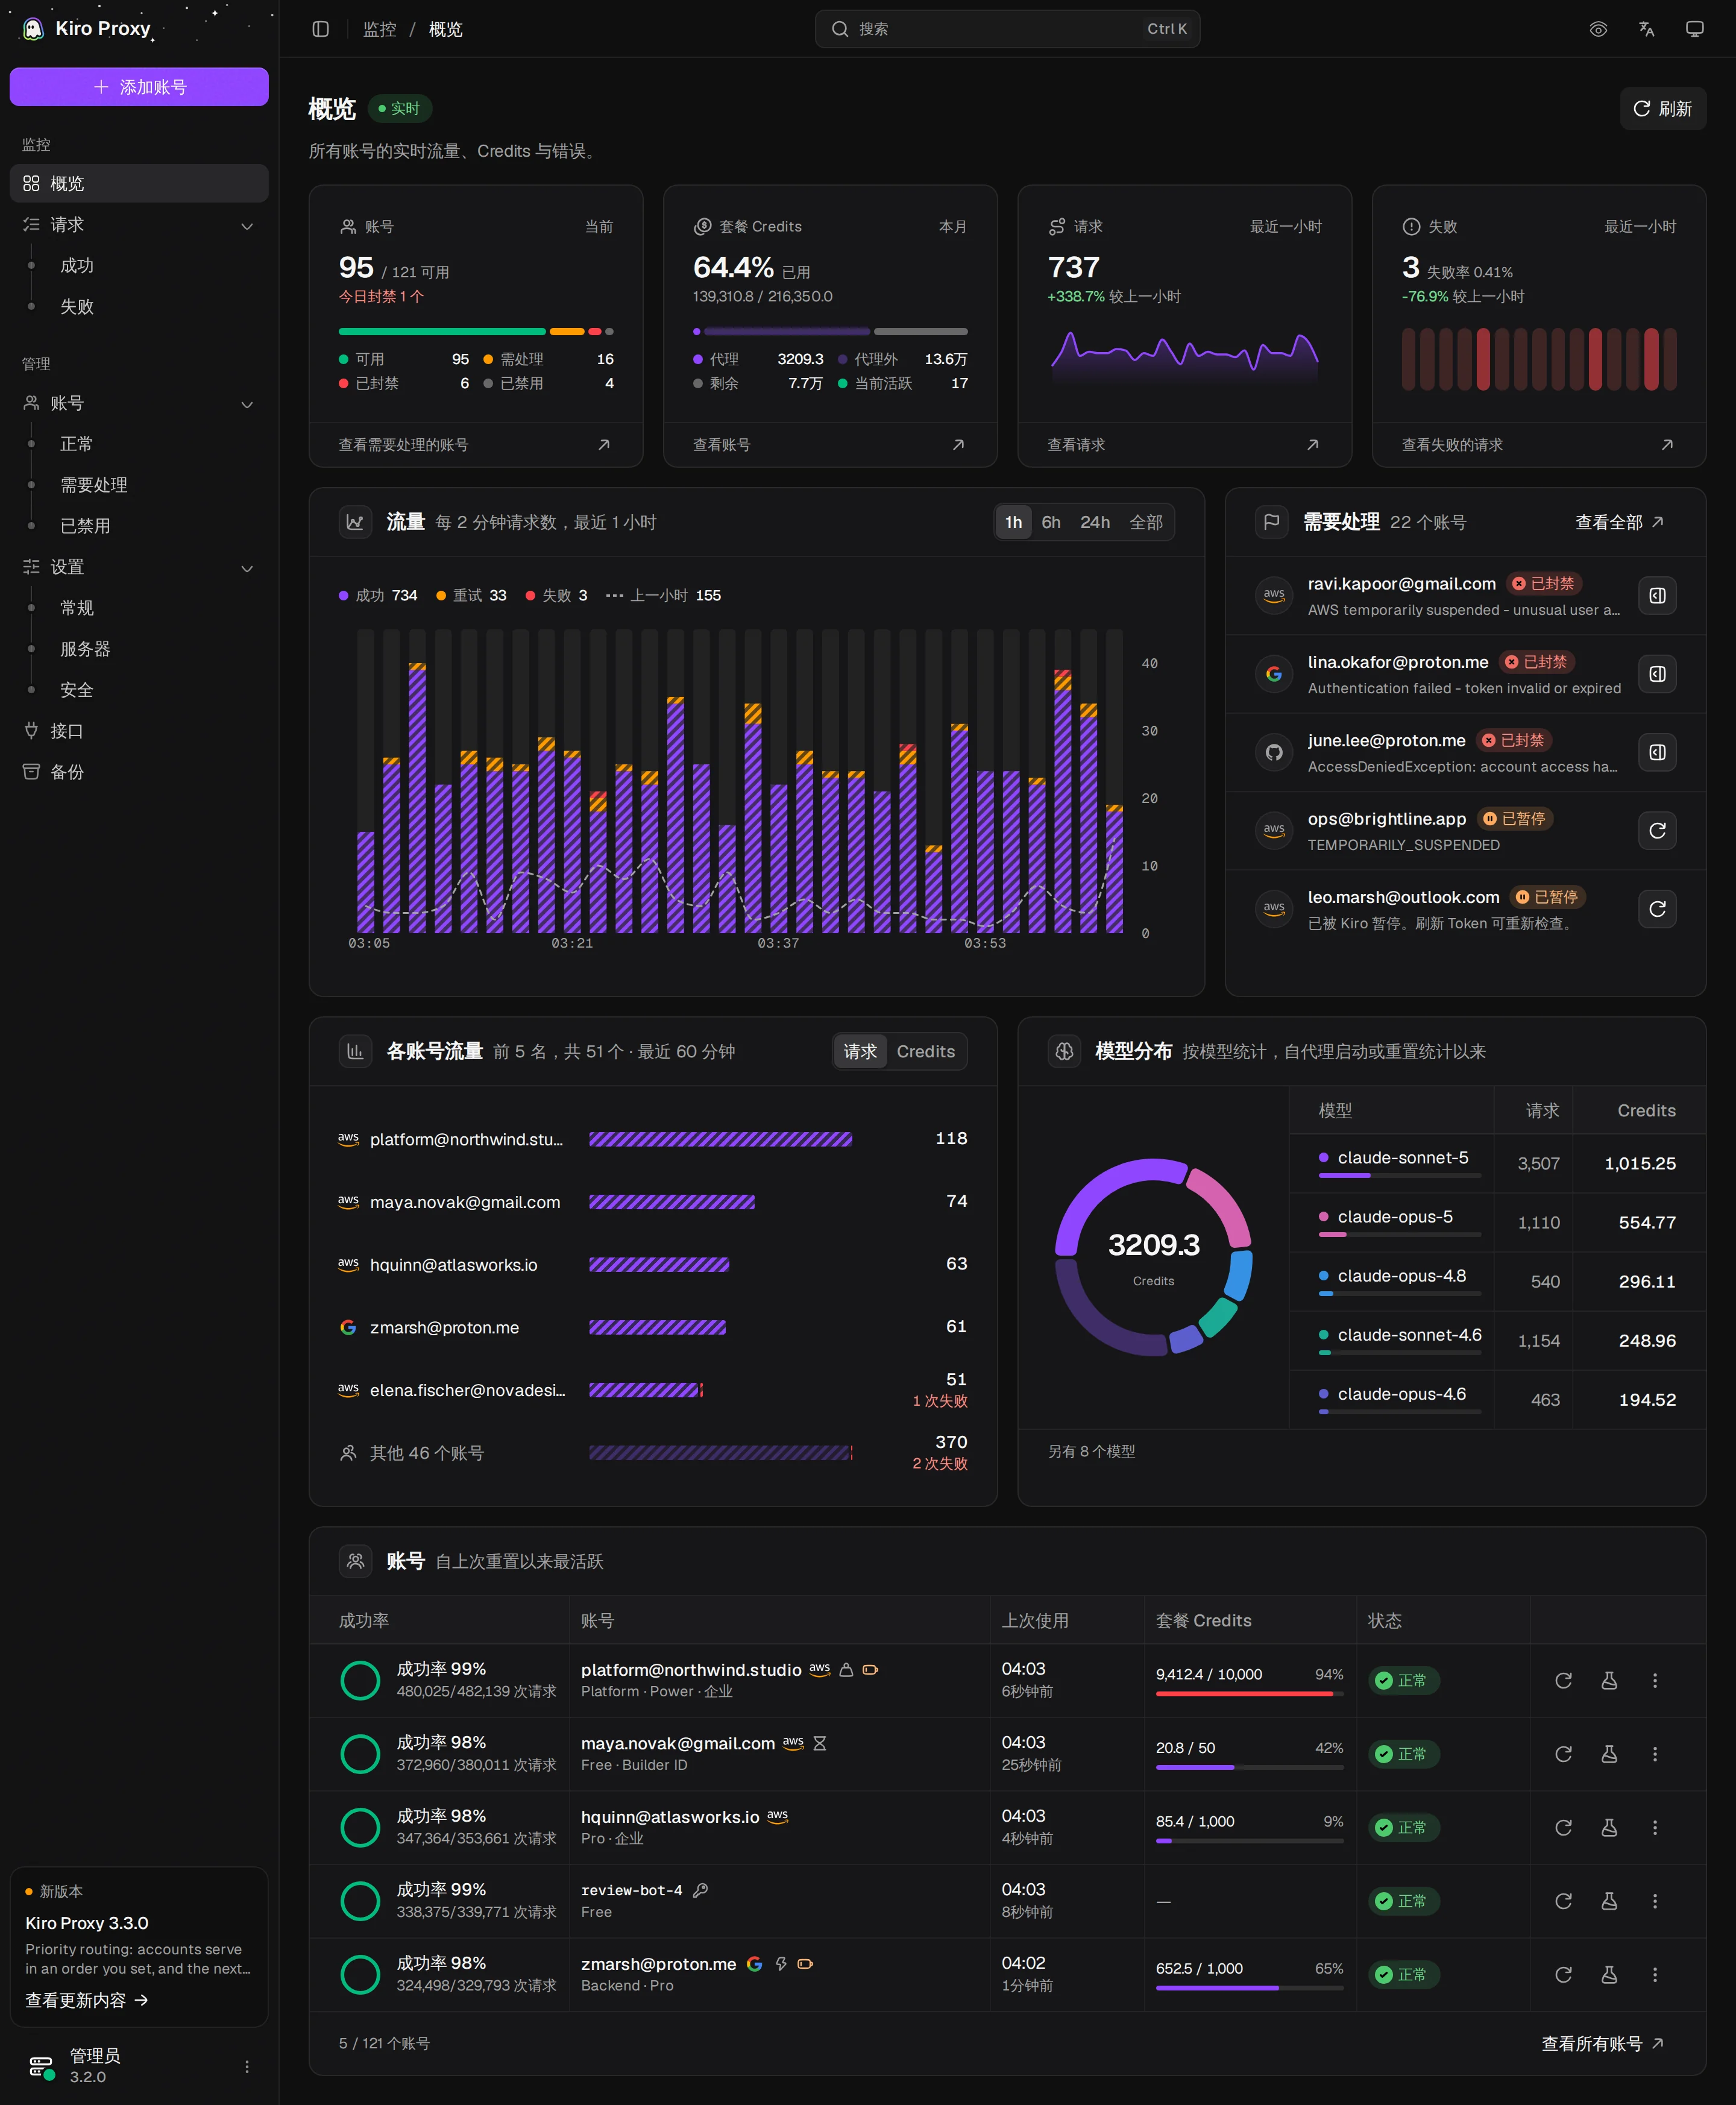 Kiro Proxy
添加账号
监控
概览
请求
成功
失败
管理
账号
正常
需要处理
已禁用
设置
常规
服务器
安全
接口
备份
新版本
Kiro Proxy 3.3.0
Priority routing: accounts serve
in an order you set, and the next...
查看更新内容
管理员
3.2.0
监控 / 概览
搜索 Ctrl K
概览 实时
刷新
所有账号的实时流量、Credits 与错误。
账号 当前
95 / 121 可用
今日封禁 1 个
可用 95 需处理 16
已封禁 6 已禁用 4
查看需要处理的账号
套餐 Credits 本月
64.4% 已用
139,310.8 / 216,350.0
代理 3209.3 代理外 13.6万
剩余 7.7万 当前活跃 17
查看账号
请求 最近一小时
737
+338.7% 较上一小时
查看请求
失败 最近一小时
3 失败率 0.41%
-76.9% 较上一小时
查看失败的请求
流量 每 2 分钟请求数，最近 1 小时
1h 6h 24h 全部
成功 734 重试 33 失败 3 上一小时 155
40
30
20
10
0
03:05 03:21 03:37 03:53
需要处理 22 个账号 查看全部
aws ravi.kapoor@gmail.com 已封禁
AWS temporarily suspended - unusual user a...
lina.okafor@proton.me 已封禁
Authentication failed - token invalid or expired
june.lee@proton.me 已封禁
AccessDeniedException: account access ha...
aws ops@brightline.app 已暂停
TEMPORARILY_SUSPENDED
aws leo.marsh@outlook.com 已暂停
已被 Kiro 暂停。刷新 Token 可重新检查。
各账号流量 前 5 名，共 51 个 · 最近 60 分钟
请求 Credits
aws platform@northwind.stu... 118
aws maya.novak@gmail.com 74
aws hquinn@atlasworks.io 63
zmarsh@proton.me 61
aws elena.fischer@novadesi... 51
1 次失败
其他 46 个账号 370
2 次失败
模型分布 按模型统计，自代理启动或重置统计以来
3209.3
Credits
模型 请求 Credits
claude-sonnet-5 3,507 1,015.25
claude-opus-5 1,110 554.77
claude-opus-4.8 540 296.11
claude-sonnet-4.6 1,154 248.96
claude-opus-4.6 463 194.52
另有 8 个模型
账号 自上次重置以来最活跃
成功率 账号 上次使用 套餐 Credits 状态
成功率 99% platform@northwind.studio aws 04:03 9,412.4 / 10,000 94% 正常
480,025/482,139 次请求 Platform · Power · 企业 6秒钟前
成功率 98% maya.novak@gmail.com aws 04:03 20.8 / 50 42% 正常
372,960/380,011 次请求 Free · Builder ID 25秒钟前
成功率 98% hquinn@atlasworks.io aws 04:03 85.4 / 1,000 9% 正常
347,364/353,661 次请求 Pro · 企业 4秒钟前
成功率 99% review-bot-4 04:03 — 正常
338,375/339,771 次请求 Free 8秒钟前
成功率 98% zmarsh@proton.me 04:02 652.5 / 1,000 65% 正常
324,498/329,793 次请求 Backend · Pro 1分钟前
5 / 121 个账号 查看所有账号